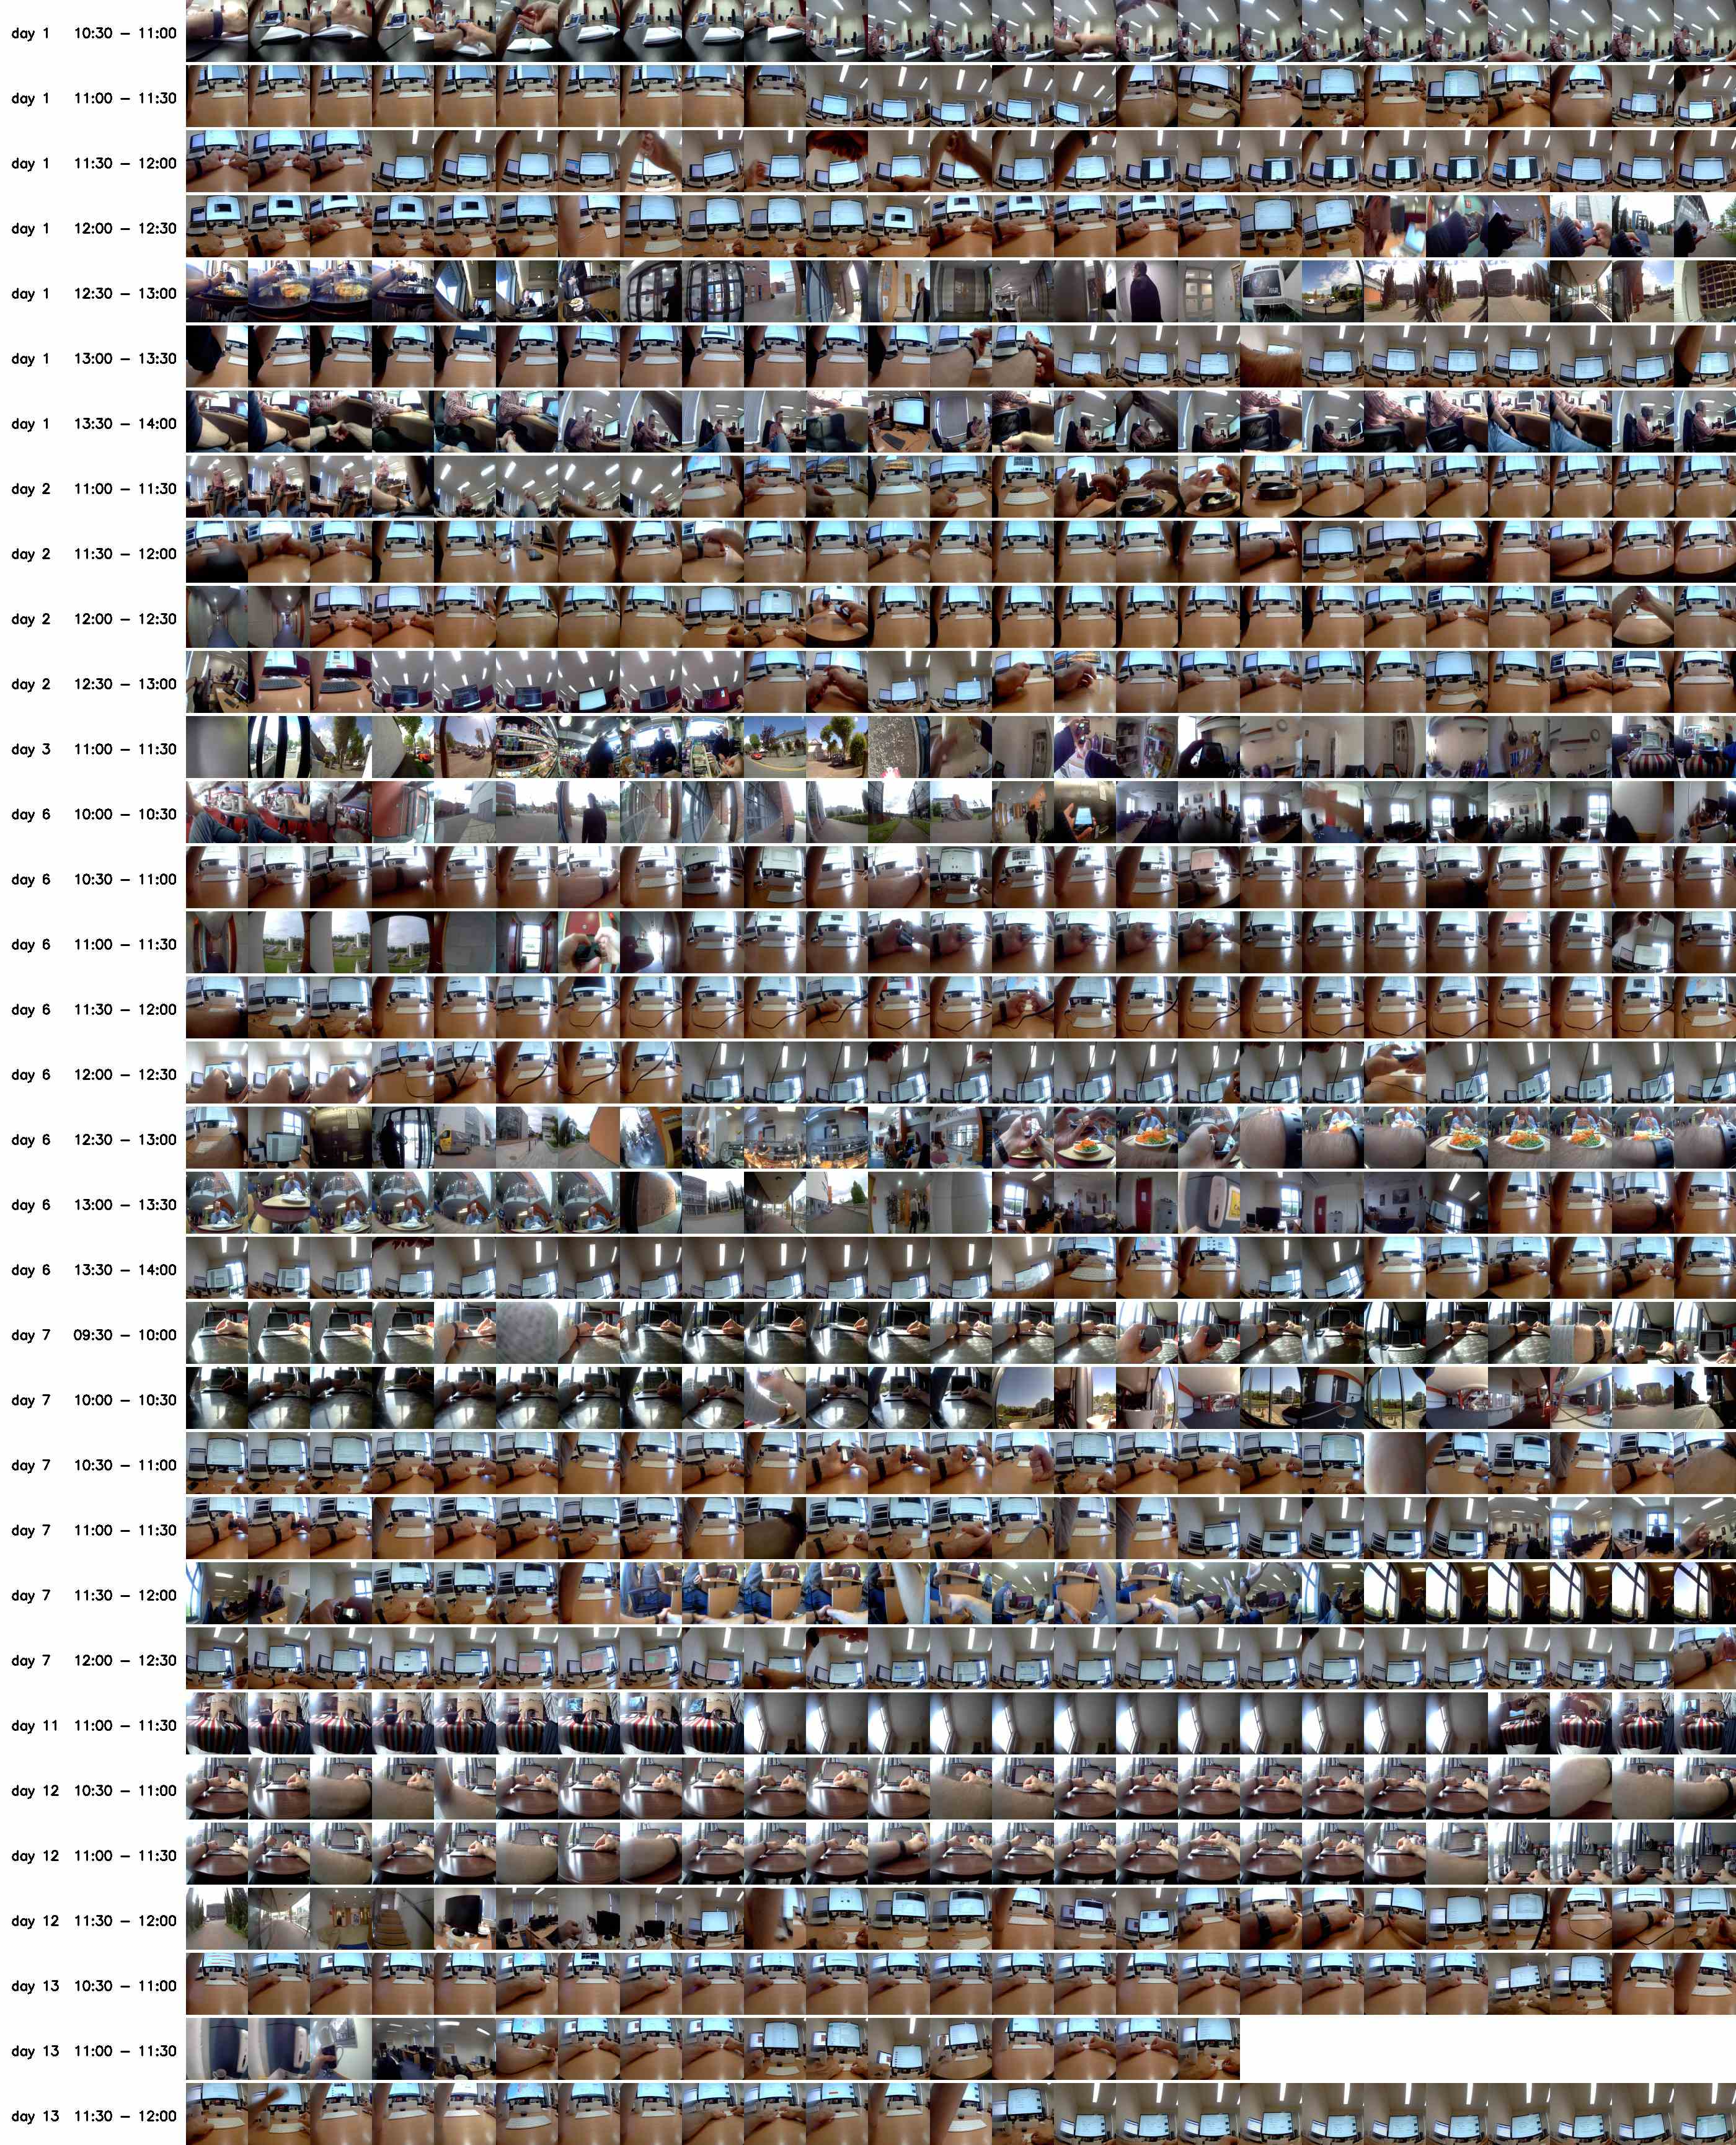 day 1 10:30 - 11:00
day 1 11:00 - 11:30
day 1 11:30 - 12:00
day 1 12:00 - 12:30
day 1 12:30 - 13:00
day 1 13:00 - 13:30
day 1 13:30 - 14:00
day 2 11:00 - 11:30
day 2 11:30 - 12:00
day 2 12:00 - 12:30
day 2 12:30 - 13:00
day 3 11:00 - 11:30
day 6 10:00 - 10:30
day 6 10:30 - 11:00
day 6 11:00 - 11:30
day 6 11:30 - 12:00
day 6 12:00 - 12:30
day 6 12:30 - 13:00
day 6 13:00 - 13:30
day 6 13:30 - 14:00
day 7 09:30 - 10:00
day 7 10:00 - 10:30
day 7 10:30 - 11:00
day 7 11:00 - 11:30
day 7 11:30 - 12:00
day 7 12:00 - 12:30
day 11 11:00 - 11:30
day 12 10:30 - 11:00
day 12 11:00 - 11:30
day 12 11:30 - 12:00
day 13 10:30 - 11:00
day 13 11:00 - 11:30
day 13 11:30 - 12:00